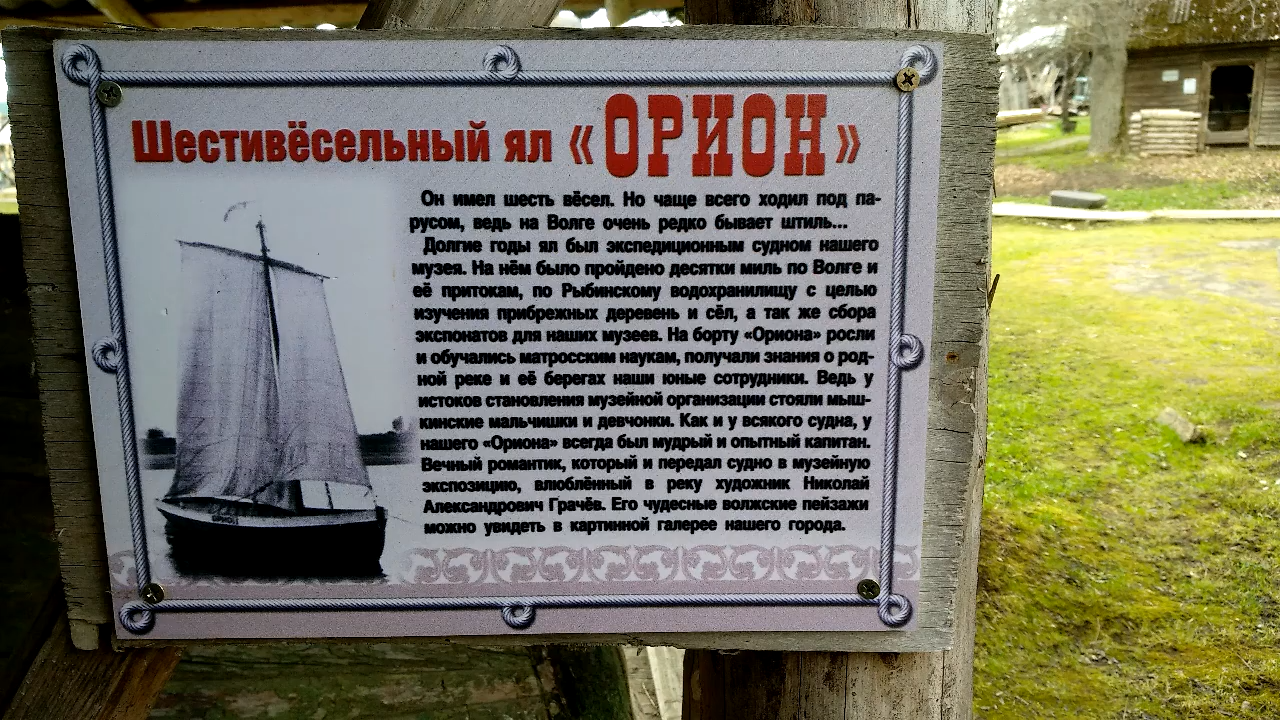 Шестивёсельный ял «ОРИОН»
Он имел шесть вёсел. Но чаще всего ходил под па-
русом, ведь на Волге очень редко бывает штиль...
Долгие годы ял был экспедиционным судном нашего
музея. На нём было пройдено десятки миль по Волге и
её притокам, по Рыбинскому водохранилищу с целью
изучения прибрежных деревень и сёл, а так же сбора
экспонатов для наших музеев. На борту «Ориона» росли
и обучались матросским наукам, получали знания о род-
ной реке и её берегах наши юные сотрудники. Ведь у
истоков становления музейной организации стояли мыш-
кинские мальчишки и девчонки. Как и у всякого судна, у
нашего «Ориона» всегда был мудрый и опытный капитан.
Вечный романтик, который и передал судно в музейную
экспозицию, влюблённый в реку художник Николай
Александрович Грачёв. Его чудесные волжские пейзажи
можно увидеть в картинной галерее нашего города.